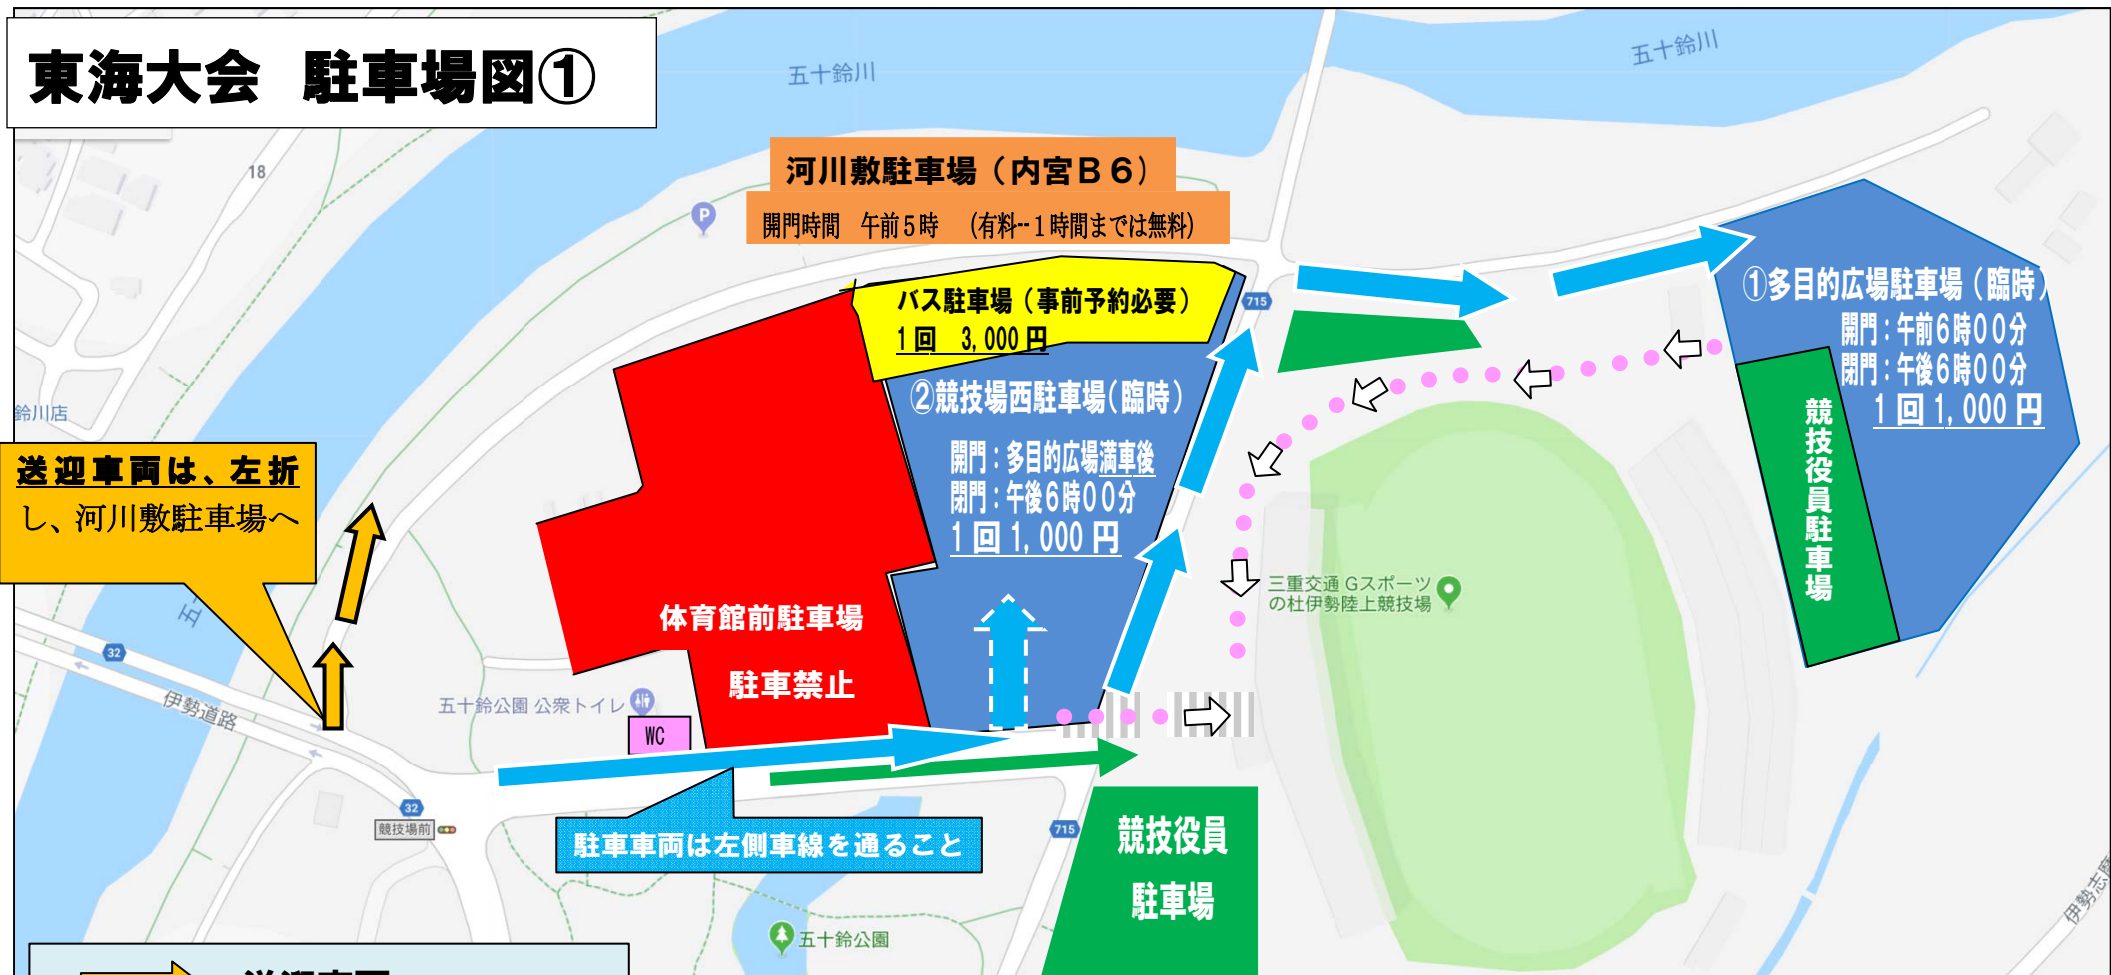 東海大会 駐車場図①
五十鈴川
五十鈴川
18
河川敷駐車場（内宮Ｂ６）
開門時間 午前５時 （有料--１時間までは無料）
P
バス駐車場（事前予約必要）
1回 3,000円
715
①多目的広場駐車場（臨時）
開門：午前６時００分
閉門：午後６時００分
1回1,000円
②競技場西駐車場（臨時）
開門：多目的広場満車後
閉門：午後６時００分
1回1,000円
競技役員駐車場
鈴川店
送迎車両は、左折
し、河川敷駐車場へ
三重交通 Gスポーツ
の杜伊勢陸上競技場
体育館前駐車場
駐車禁止
五
32
伊勢道路
五十鈴公園 公衆トイレ
WC
32
競技場前
駐車車両は左側車線を通ること
715
競技役員
駐車場
五十鈴公園
伊勢志摩
送迎車両